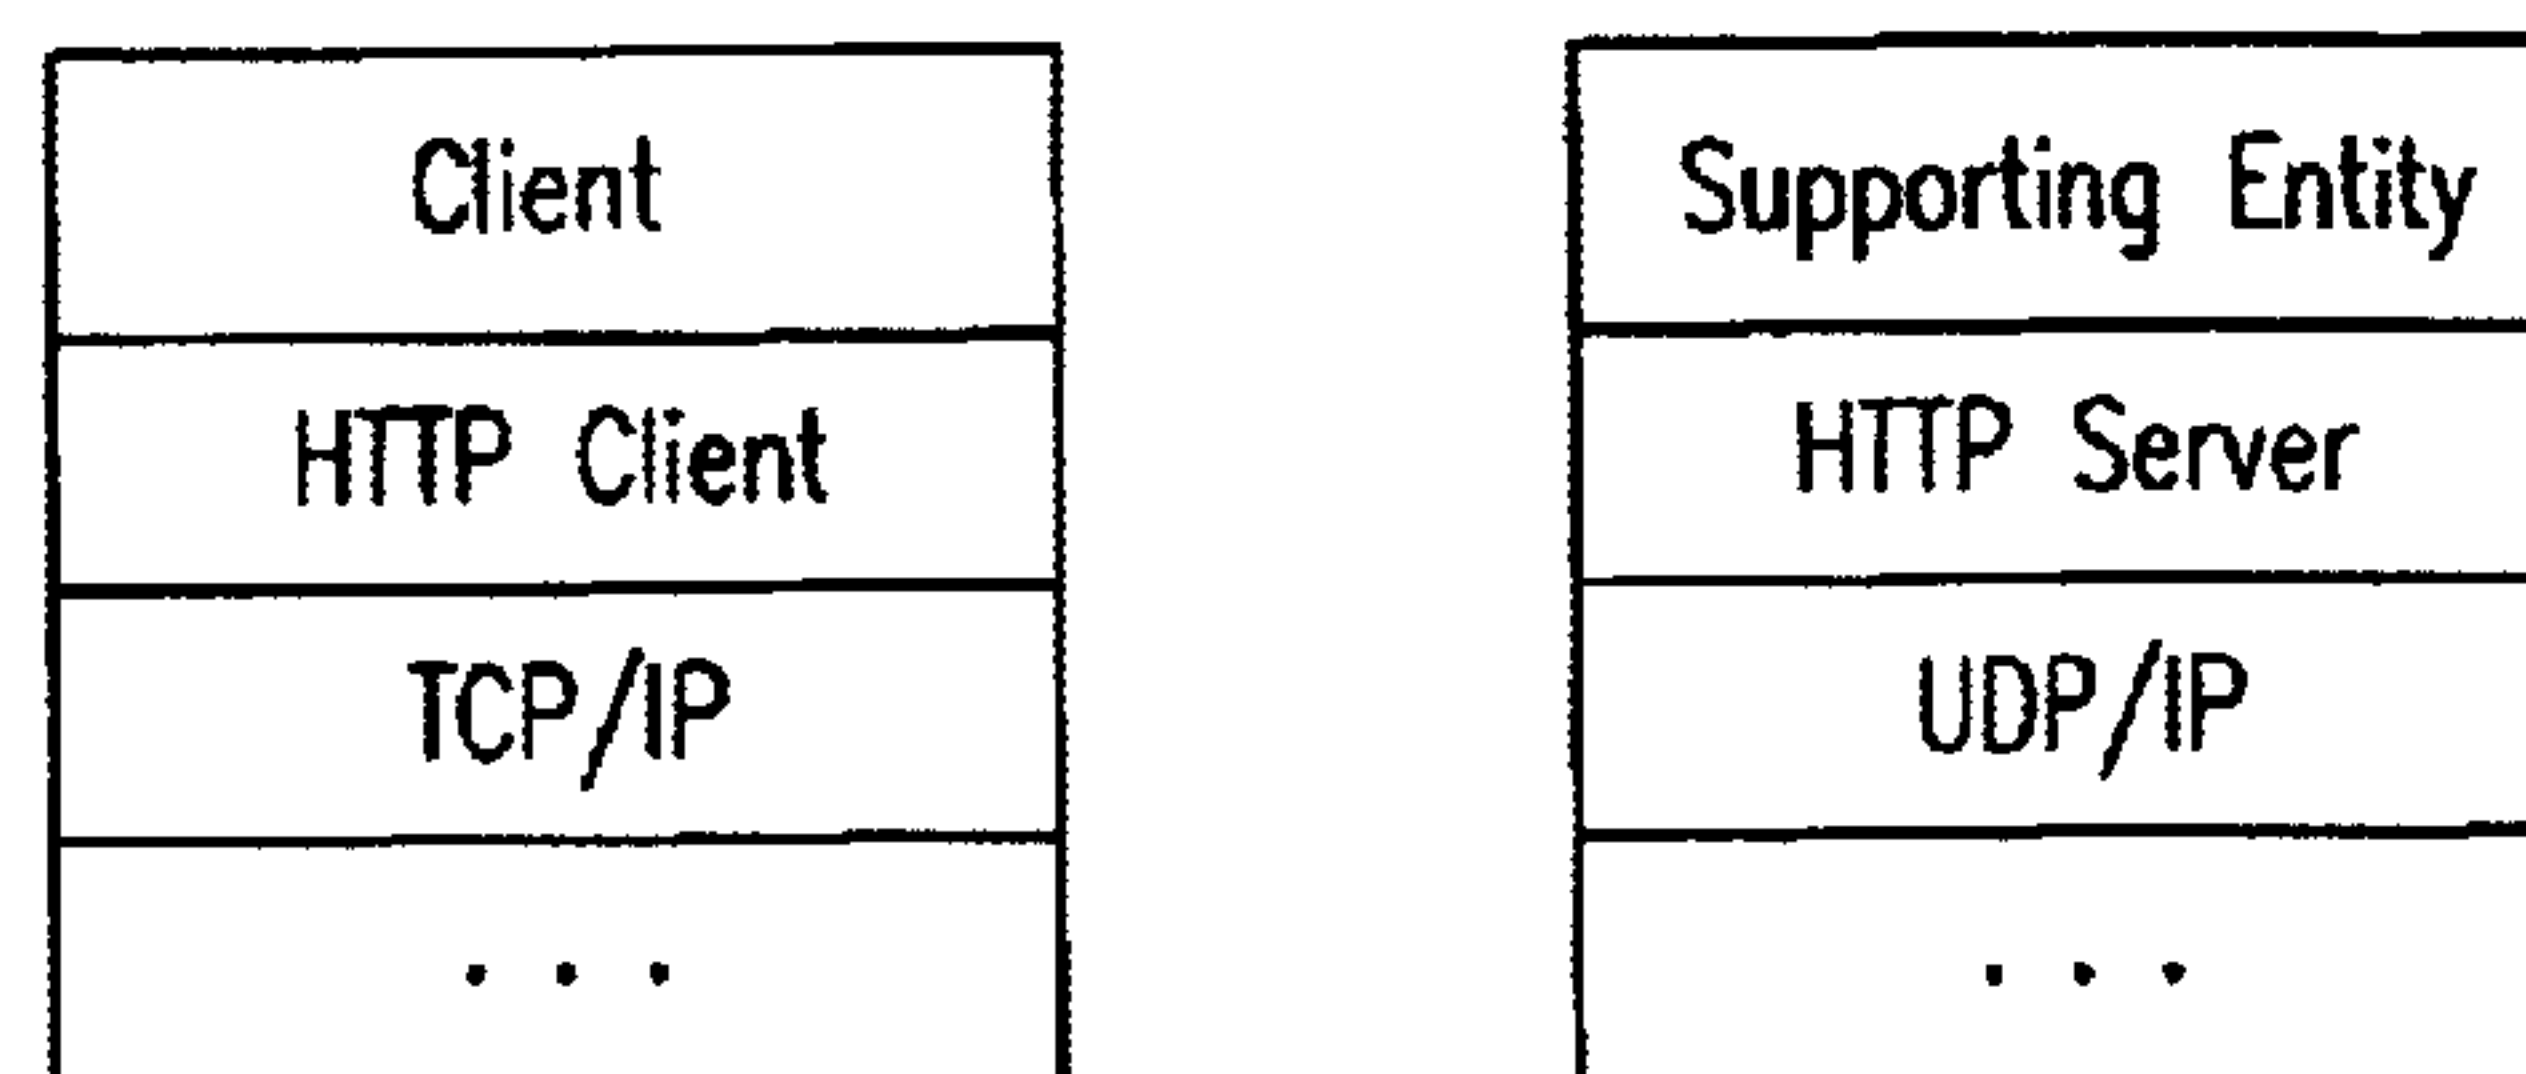 Client
HTTP Client
TCP/IP
. . .
Supporting Entity
HTTP Server
UDP/IP
. . .